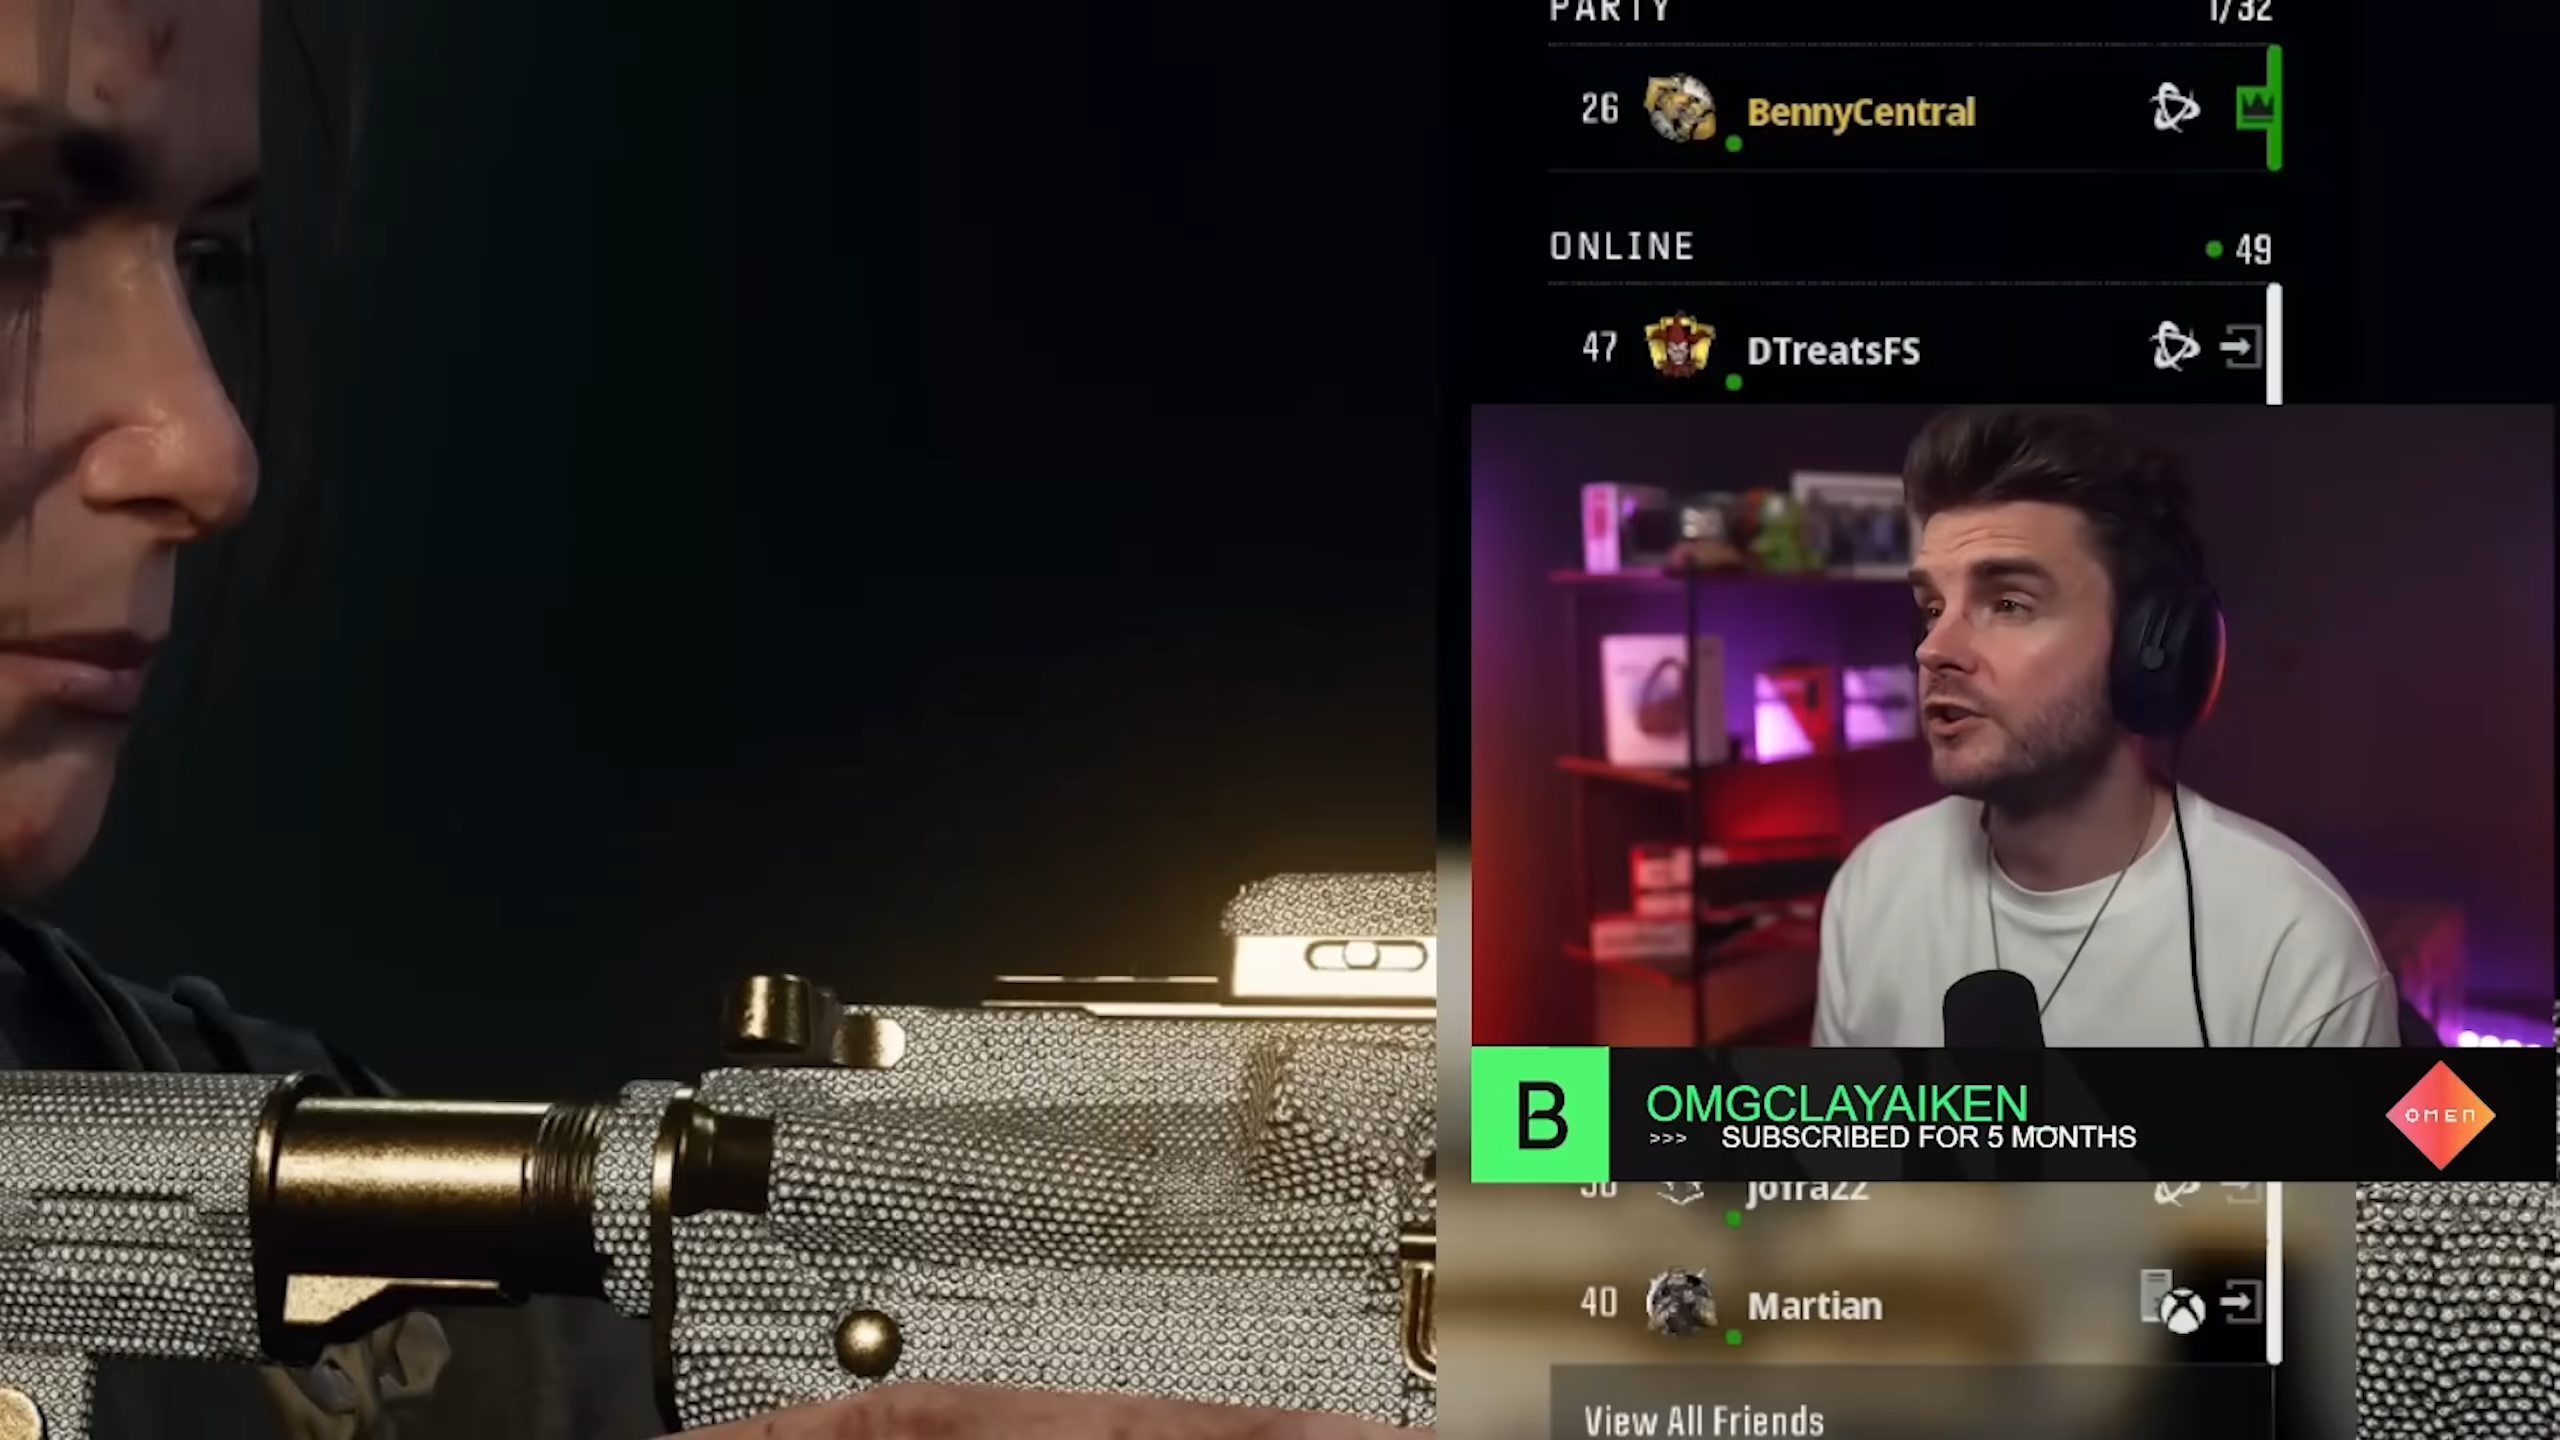 PARTY 1/32
26 BennyCentral
ONLINE 49
47 DTreatsFS
B OMGCLAYAIKEN OMEN
>>> SUBSCRIBED FOR 5 MONTHS
jofra22
40 Martian
View All Friends